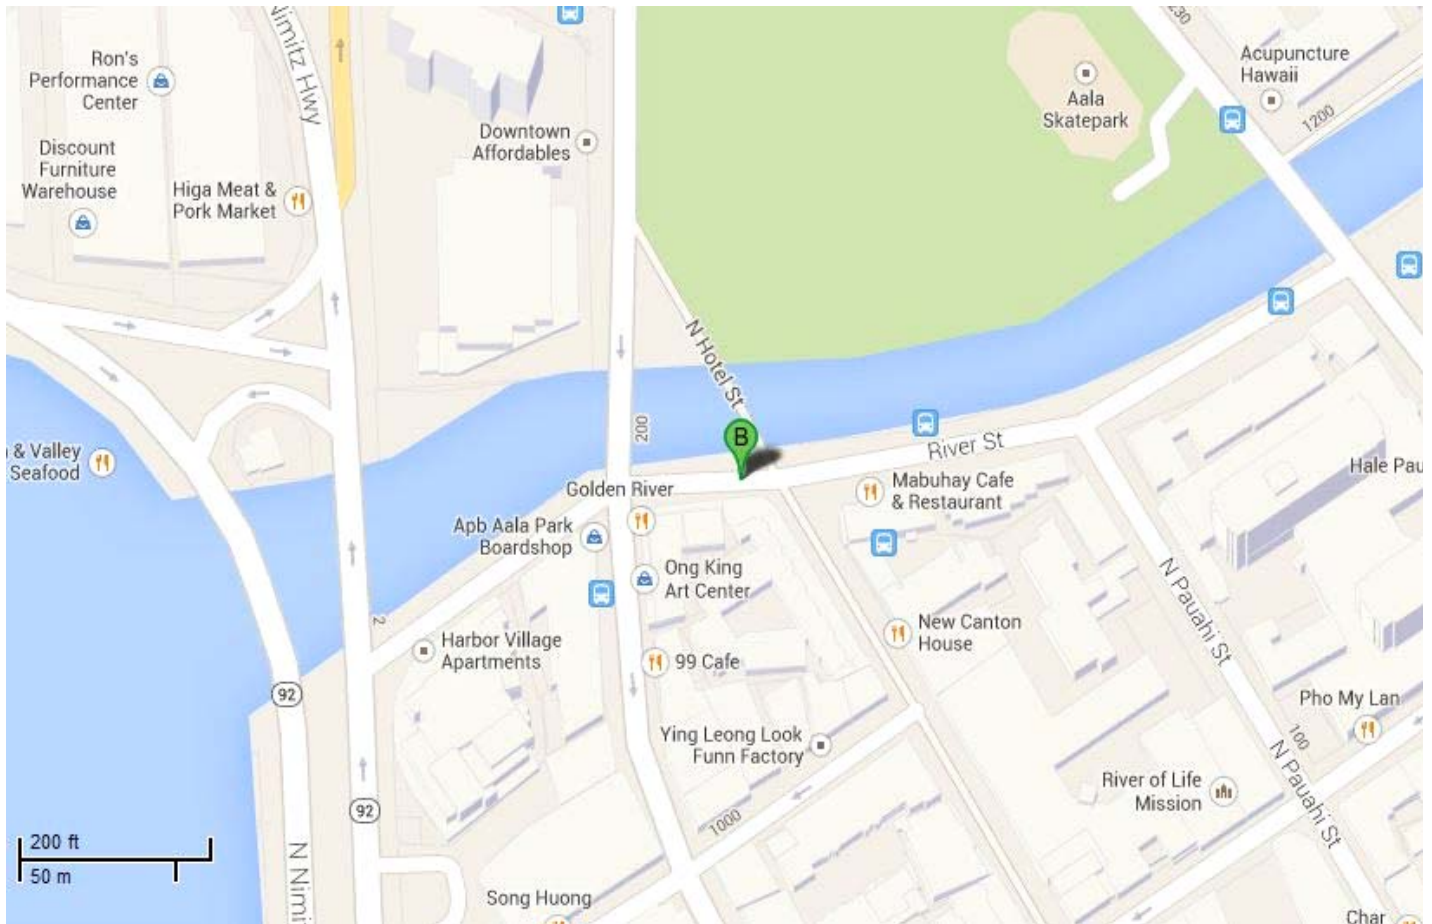 Ron's
Performance
Center
Nimitz Hwy
230
Acupuncture
Hawaii
Aala
Skatepark
1200
Discount
Furniture
Warehouse
Downtown
Affordables
Higa Meat &
Pork Market
N Hotel St
200
B
River St
& Valley
Seafood
Golden River
Mabuhay Cafe
& Restaurant
Hale Pau
Apb Aala Park
Boardshop
Ong King
Art Center
N Pauahi St
2
Harbor Village
Apartments
New Canton
House
99 Cafe
92
Pho My Lan
Ying Leong Look
Funn Factory
100
N Pauahi St
River of Life
Mission
92
1000
200 ft
50 m
N Nimi
Song Huong
Char